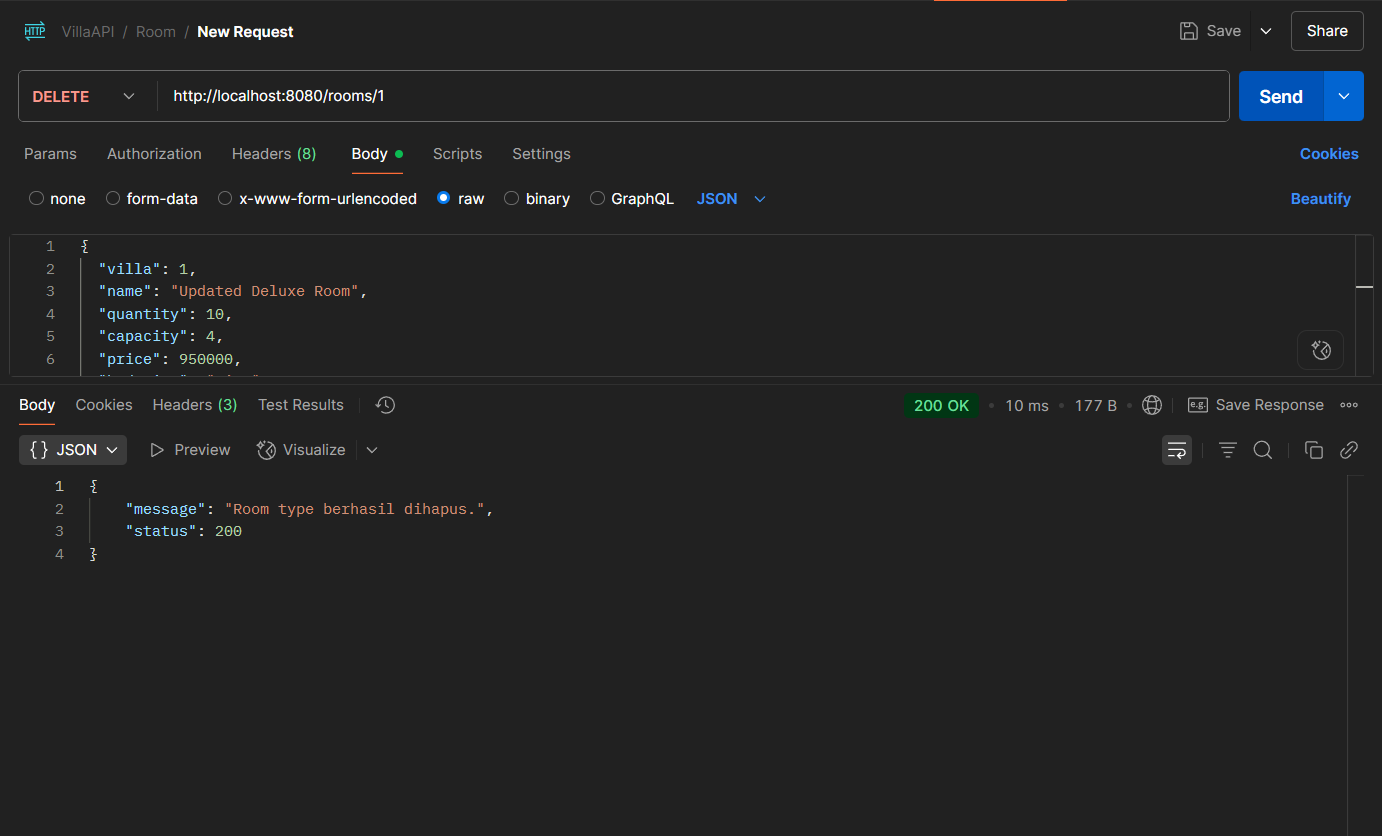 HTTP VillaAPI / Room / New Request Save Share
DELETE http://localhost:8080/rooms/1 Send
Params Authorization Headers (8) Body Scripts Settings Cookies
none form-data x-www-form-urlencoded raw binary GraphQL JSON Beautify
1 {
2 "villa": 1,
3 "name": "Updated Deluxe Room",
4 "quantity": 10,
5 "capacity": 4,
6 "price": 950000,
Body Cookies Headers (3) Test Results 200 OK • 10 ms • 177 B • e.g. Save Response
{} JSON Preview Visualize
1 {
2 "message": "Room type berhasil dihapus.",
3 "status": 200
4 }